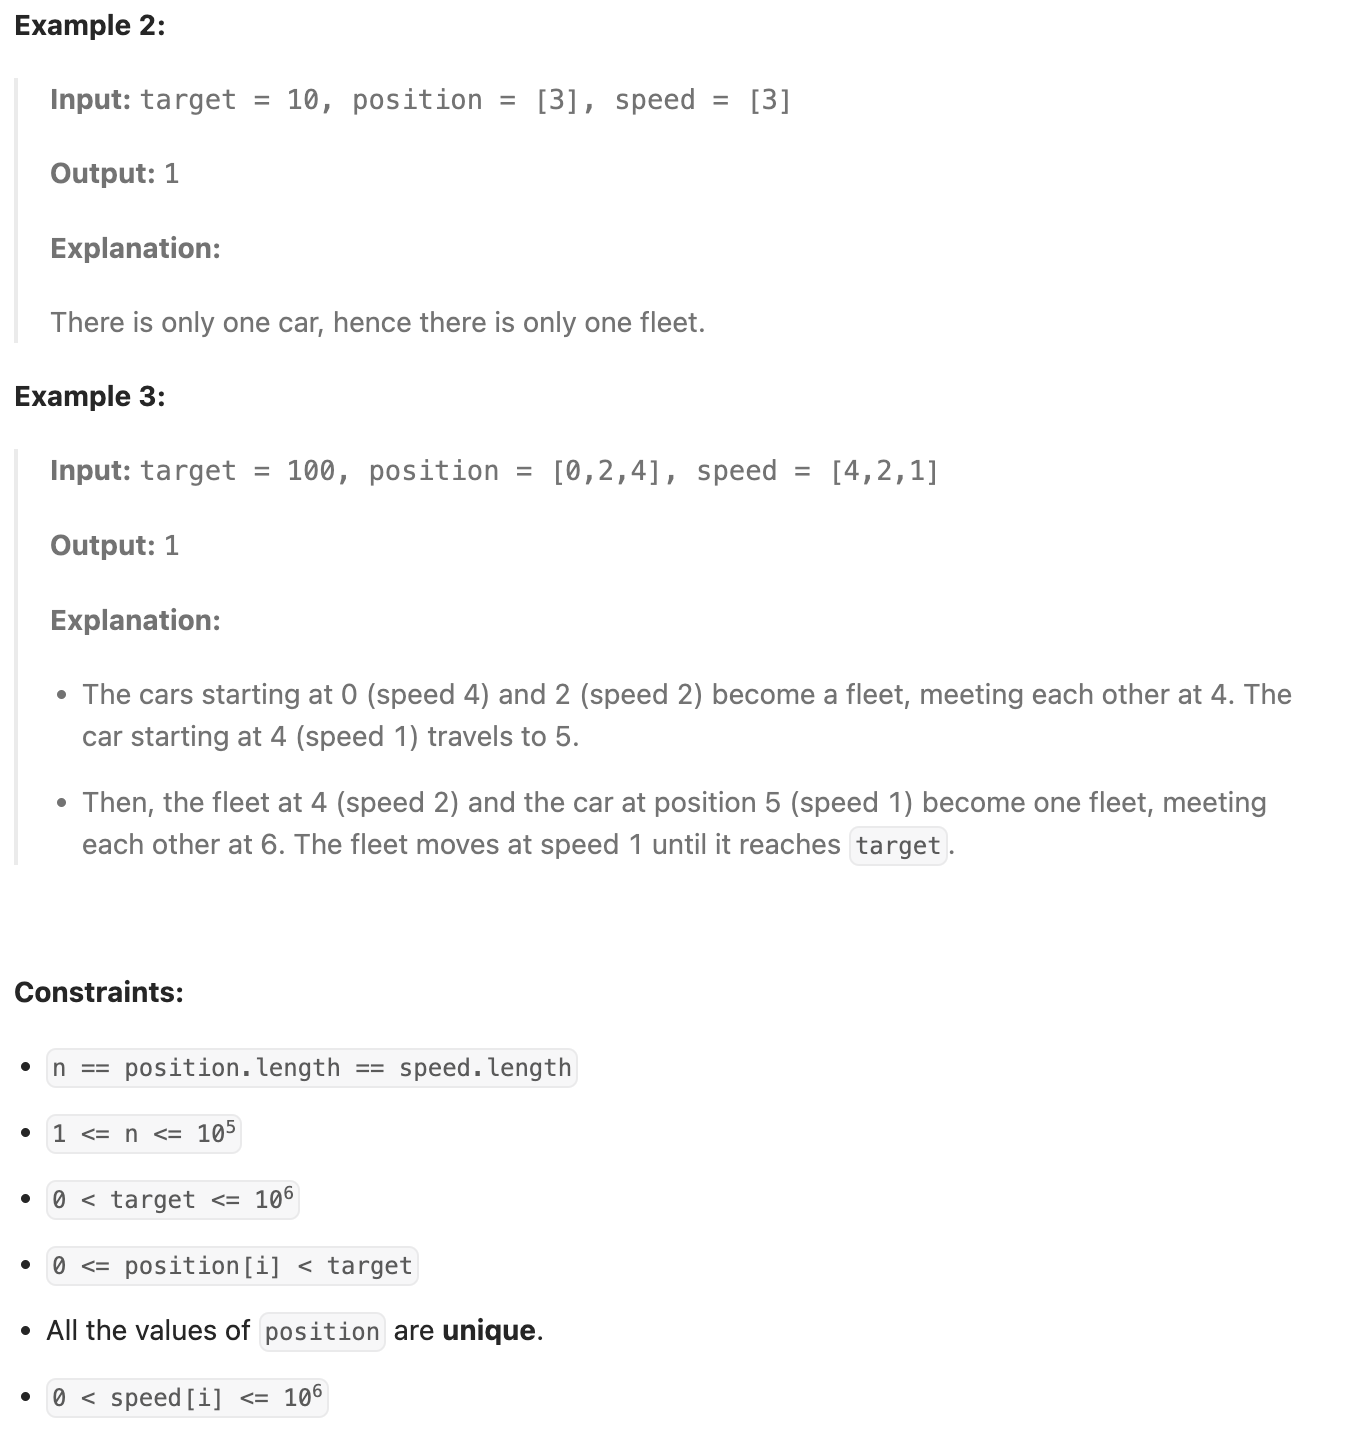 Example 2:
Input: target = 10, position = [3], speed = [3]
Output: 1
Explanation:
There is only one car, hence there is only one fleet.
Example 3:
Input: target = 100, position = [0,2,4], speed = [4,2,1]
Output: 1
Explanation:
• The cars starting at 0 (speed 4) and 2 (speed 2) become a fleet, meeting each other at 4. The
car starting at 4 (speed 1) travels to 5.
• Then, the fleet at 4 (speed 2) and the car at position 5 (speed 1) become one fleet, meeting
each other at 6. The fleet moves at speed 1 until it reaches target.
Constraints:
• n == position.length == speed.length
• 1 <= n <= 10⁵
• 0 < target <= 10⁶
• 0 <= position[i] < target
• All the values of position are unique.
• 0 < speed[i] <= 10⁶